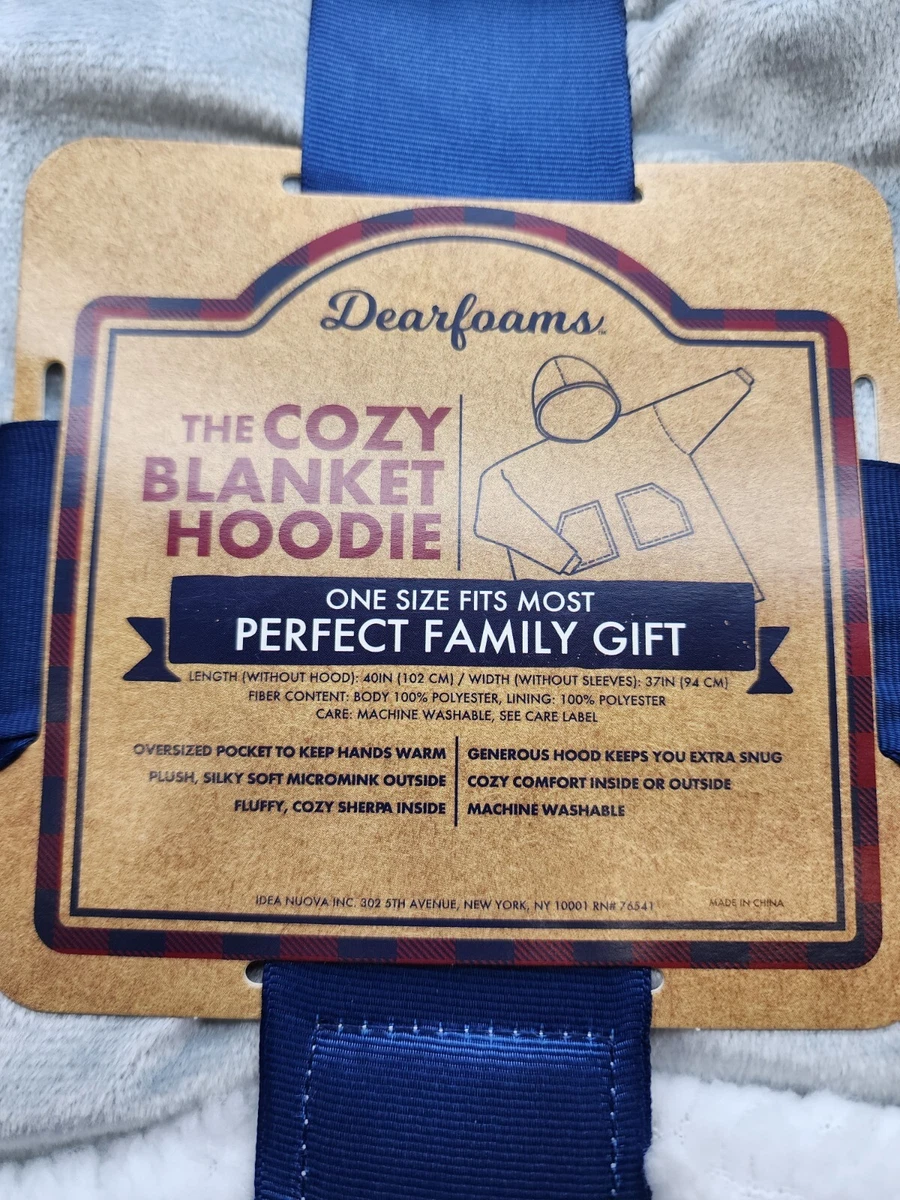 Dearfoams™
THE COZY
BLANKET
HOODIE
ONE SIZE FITS MOST
PERFECT FAMILY GIFT
LENGTH (WITHOUT HOOD): 40IN (102 CM) / WIDTH (WITHOUT SLEEVES): 37IN (94 CM)
FIBER CONTENT: BODY 100% POLYESTER, LINING: 100% POLYESTER
CARE: MACHINE WASHABLE, SEE CARE LABEL
OVERSIZED POCKET TO KEEP HANDS WARM
PLUSH, SILKY SOFT MICROMINK OUTSIDE
FLUFFY, COZY SHERPA INSIDE
GENEROUS HOOD KEEPS YOU EXTRA SNUG
COZY COMFORT INSIDE OR OUTSIDE
MACHINE WASHABLE
IDEA NUOVA INC. 302 5TH AVENUE, NEW YORK, NY 10001 RN# 76541
MADE IN CHINA